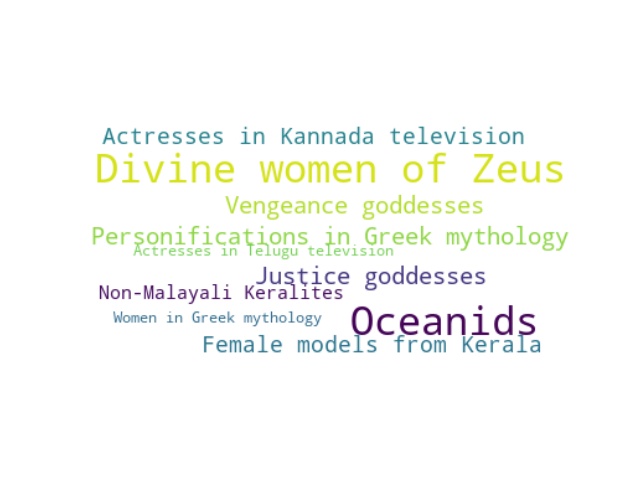 Actresses in Kannada television
Divine women of Zeus
Vengeance goddesses
Personifications in Greek mythology
Actresses in Telugu television
Justice goddesses
Non-Malayali Keralites
Women in Greek mythology
Oceanids
Female models from Kerala